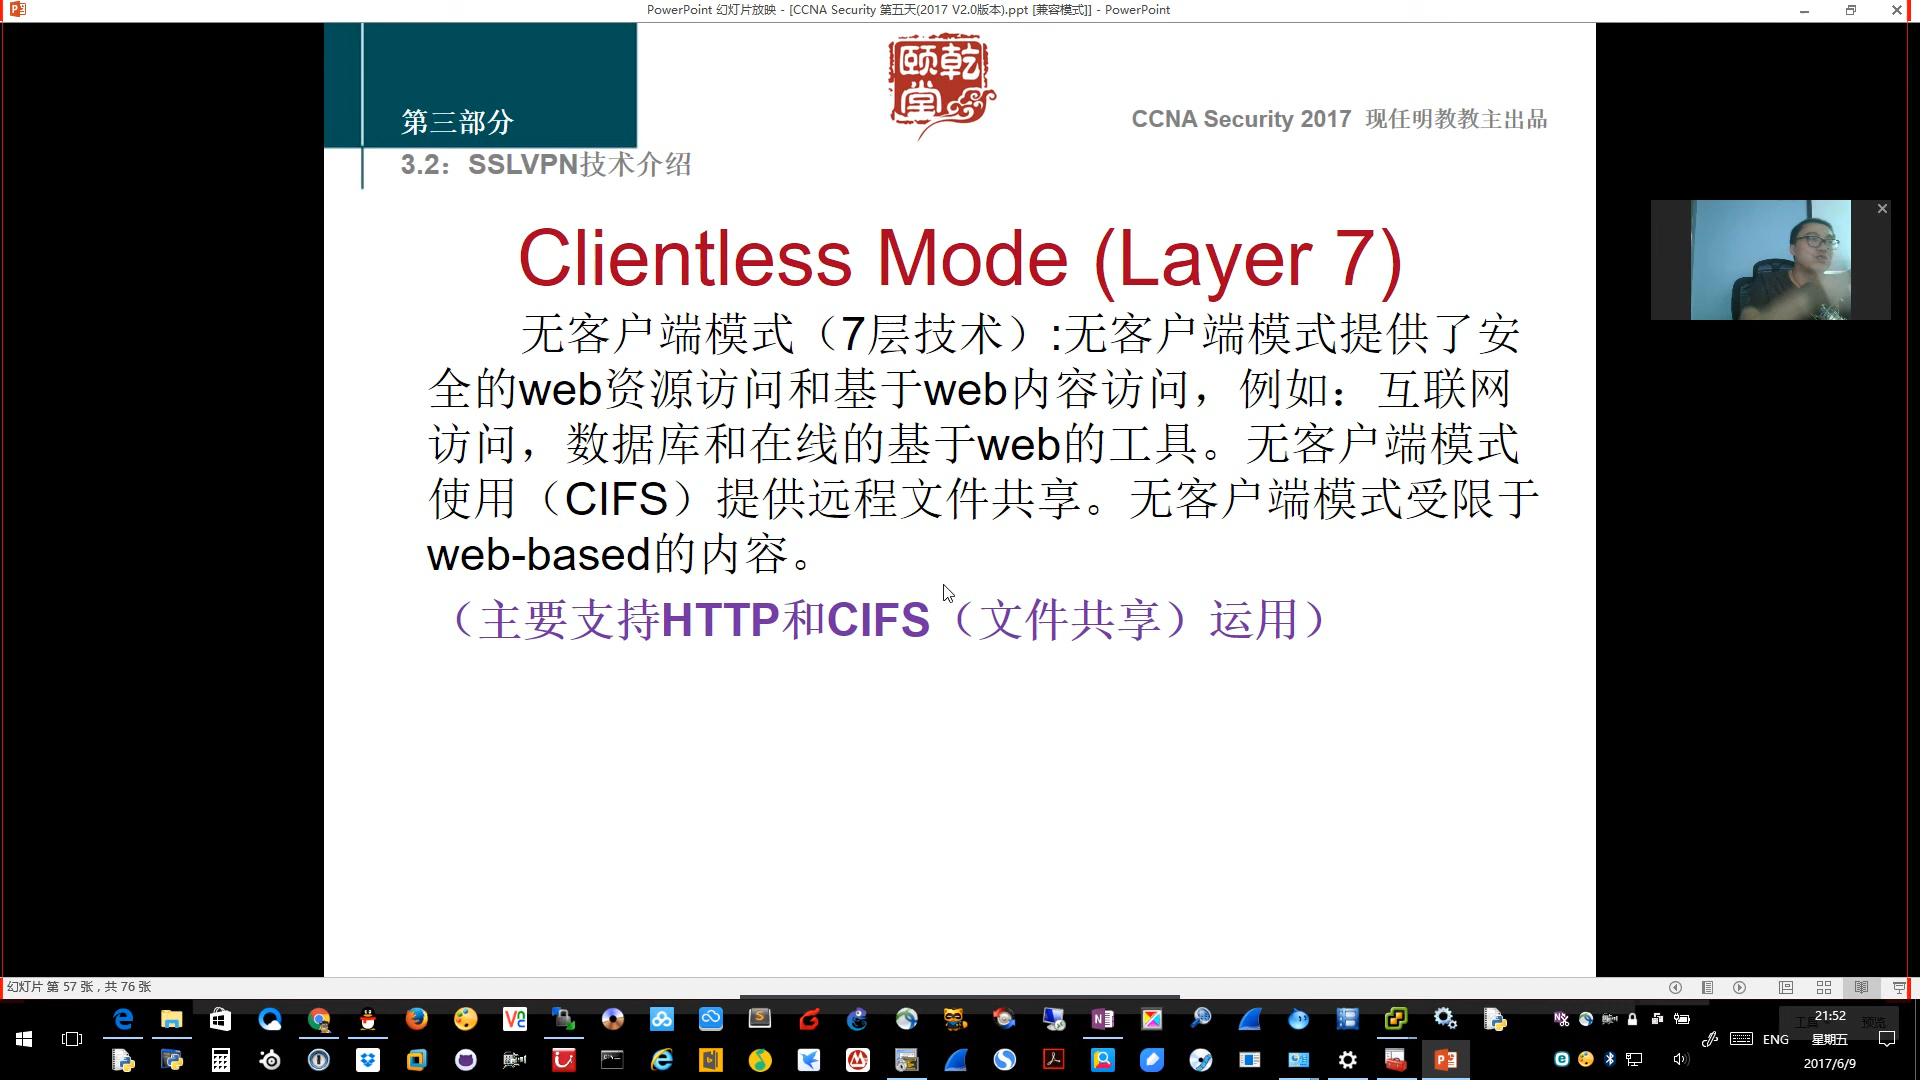 PowerPoint 幻灯片放映 - [CCNA Security 第五天(2017 V2.0版本).ppt [兼容模式]] - PowerPoint
乾颐堂
第三部分
CCNA Security 2017 现任明教教主出品
3.2：SSLVPN技术介绍
Clientless Mode (Layer 7)
无客户端模式（7层技术）:无客户端模式提供了安
全的web资源访问和基于web内容访问，例如：互联网
访问，数据库和在线的基于web的工具。无客户端模式
使用（CIFS）提供远程文件共享。无客户端模式受限于
web-based的内容。
（主要支持HTTP和CIFS（文件共享）运用）
幻灯片 第 57 张，共 76 张
21:52
工具
预览
ENG
星期五
2017/6/9